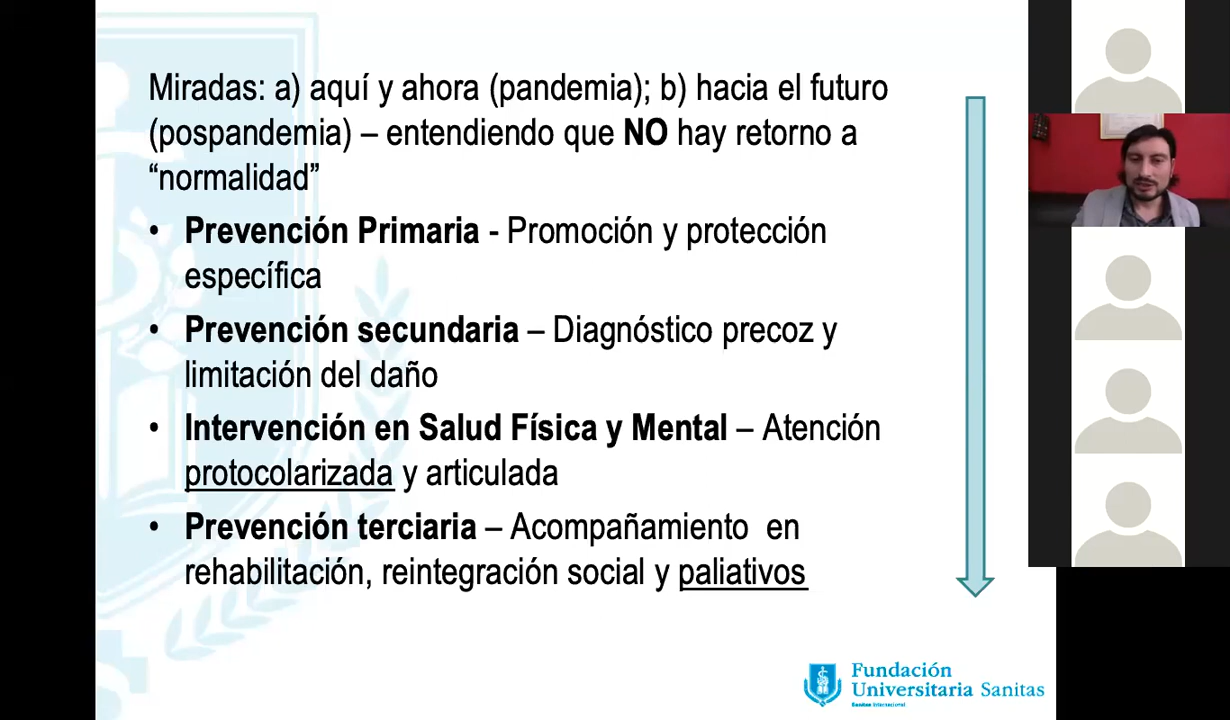 Miradas: a) aquí y ahora (pandemia); b) hacia el futuro
(pospandemia) – entendiendo que NO hay retorno a
“normalidad”
• Prevención Primaria - Promoción y protección
específica
• Prevención secundaria – Diagnóstico precoz y
limitación del daño
• Intervención en Salud Física y Mental – Atención
protocolarizada y articulada
• Prevención terciaria – Acompañamiento en
rehabilitación, reintegración social y paliativos
Fundación
Universitaria Sanitas
Sanitas Internacional